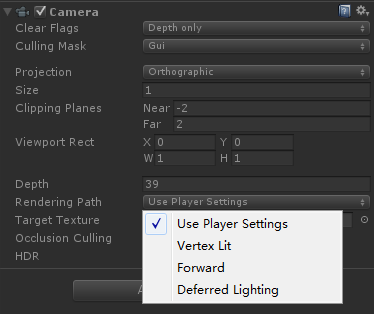 Camera
Clear Flags Depth only
Culling Mask Gui
Projection Orthographic
Size 1
Clipping Planes Near -2
Far 2
Viewport Rect X 0 Y 0
W 1 H 1
Depth 39
Rendering Path Use Player Settings
Target Texture
Use Player Settings
Occlusion Culling
Vertex Lit
HDR
Forward
Deferred Lighting